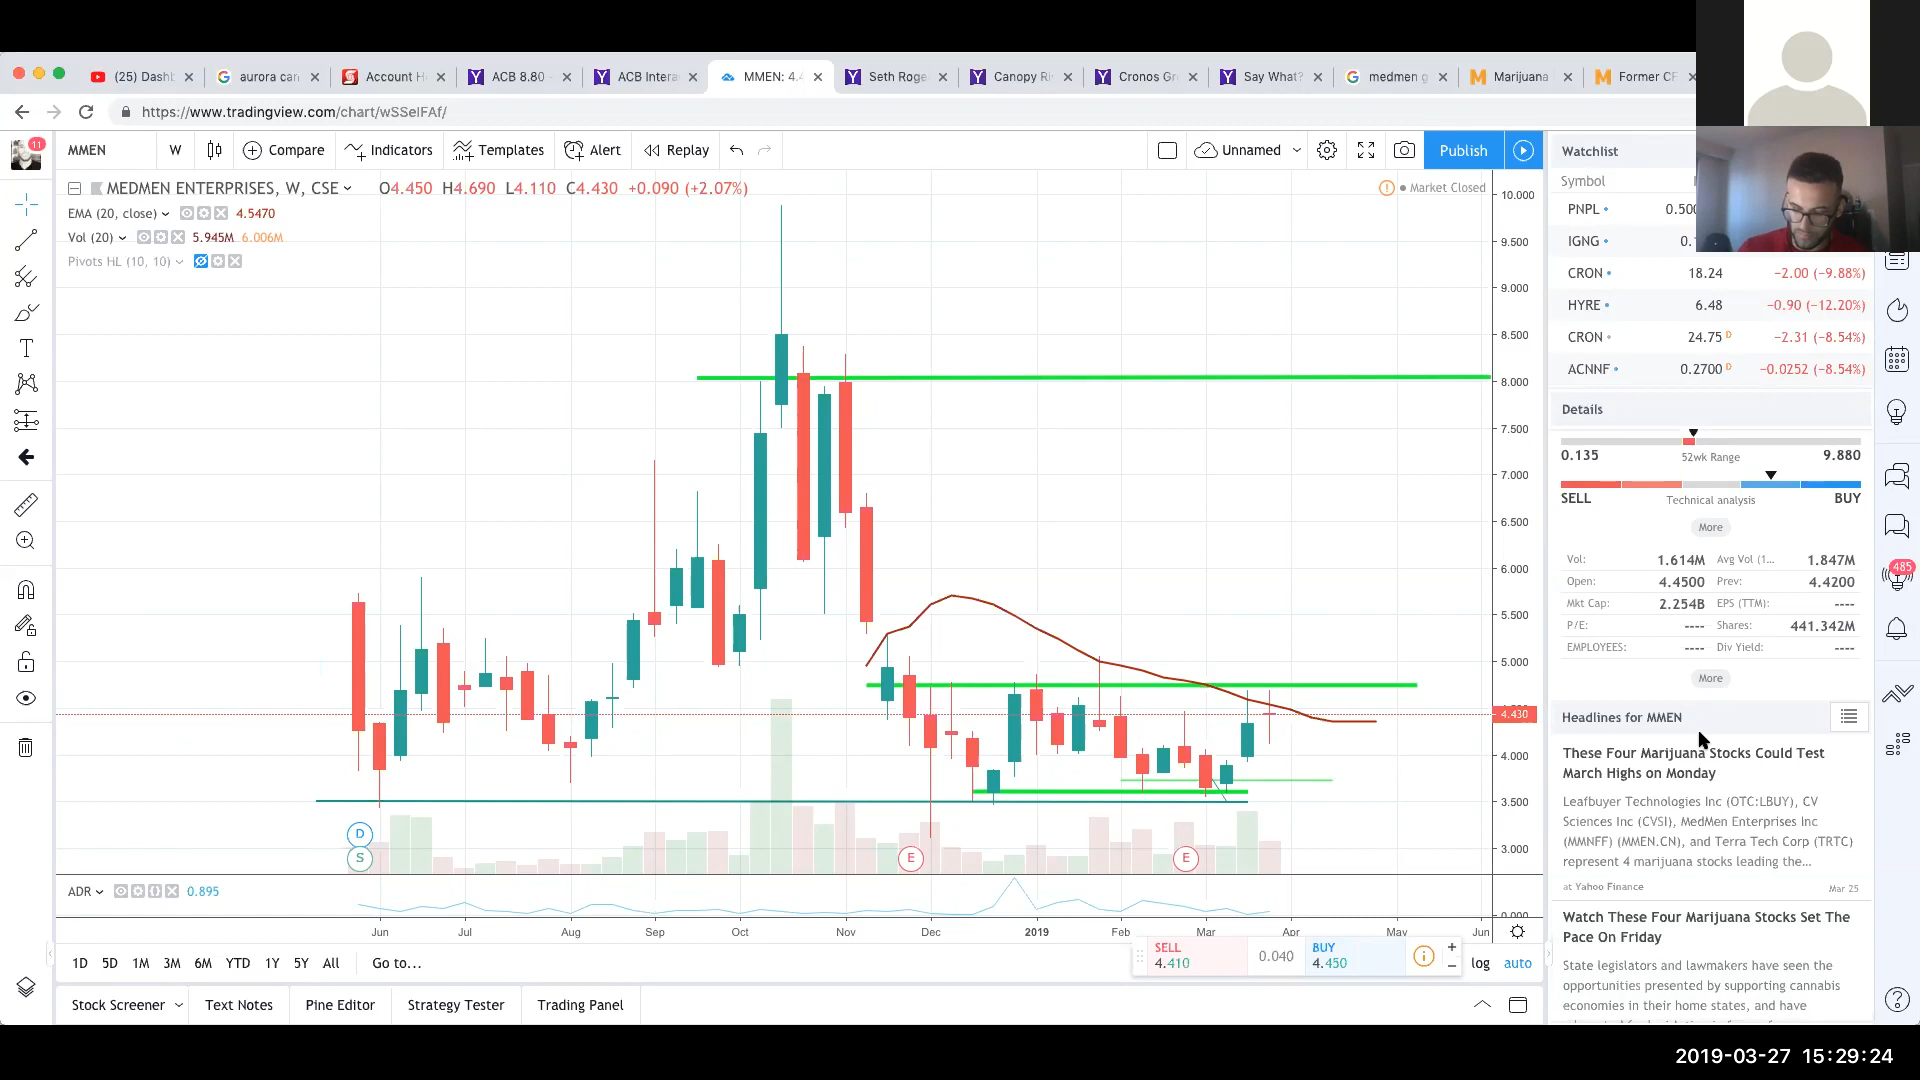 (25) Dash
aurora can
Account H
ACB 8.80 -
ACB Intera
MMEN: 4.4
Seth Roge
Canopy Ri
Cronos Gr
Say What?
medmen g
Marijuana
Former CF
https://www.tradingview.com/chart/wSSelFAf/
11
MMEN
W
Compare
Indicators
Templates
Alert
Replay
Unnamed
Publish
Watchlist
MEDMEN ENTERPRISES, W, CSE
O4.450 H4.690 L4.110 C4.430 +0.090 (+2.07%)
Market Closed
EMA (20, close) 4.5470
Vol (20) 5.945M 6.006M
Pivots HL (10, 10)
Symbol
PNPL 0.500
IGNG 0.
CRON 18.24 −2.00 (−9.88%)
HYRE 6.48 −0.90 (−12.20%)
CRON 24.75 D −2.31 (−8.54%)
ACNNF 0.2700 D −0.0252 (−8.54%)
Details
0.135 52wk Range 9.880
SELL Technical analysis BUY
More
Vol: 1.614M Avg Vol (1... 1.847M
Open: 4.4500 Prev: 4.4200
Mkt Cap: 2.254B EPS (TTM): ----
P/E: ---- Shares: 441.342M
EMPLOYEES: ---- Div Yield: ----
More
485
Headlines for MMEN
These Four Marijuana Stocks Could Test
March Highs on Monday
Leafbuyer Technologies Inc (OTC:LBUY), CV
Sciences Inc (CVSI), MedMen Enterprises Inc
(MMNFF) (MMEN.CN), and Terra Tech Corp (TRTC)
represent 4 marijuana stocks leading the...
at Yahoo Finance Mar 25
Watch These Four Marijuana Stocks Set The
Pace On Friday
State legislators and lawmakers have seen the
opportunities presented by supporting cannabis
economies in their home states, and have
10.000
9.500
9.000
8.500
8.000
7.500
7.000
6.500
6.000
5.500
5.000
4.430
4.000
3.500
3.000
0.000
D
S
E
E
ADR 0.895
Jun Jul Aug Sep Oct Nov Dec 2019 Feb Mar Apr May Jun
SELL
4.410
0.040
BUY
4.450
1D 5D 1M 3M 6M YTD 1Y 5Y All Go to...
log auto
Stock Screener Text Notes Pine Editor Strategy Tester Trading Panel
2019-03-27 15:29:24